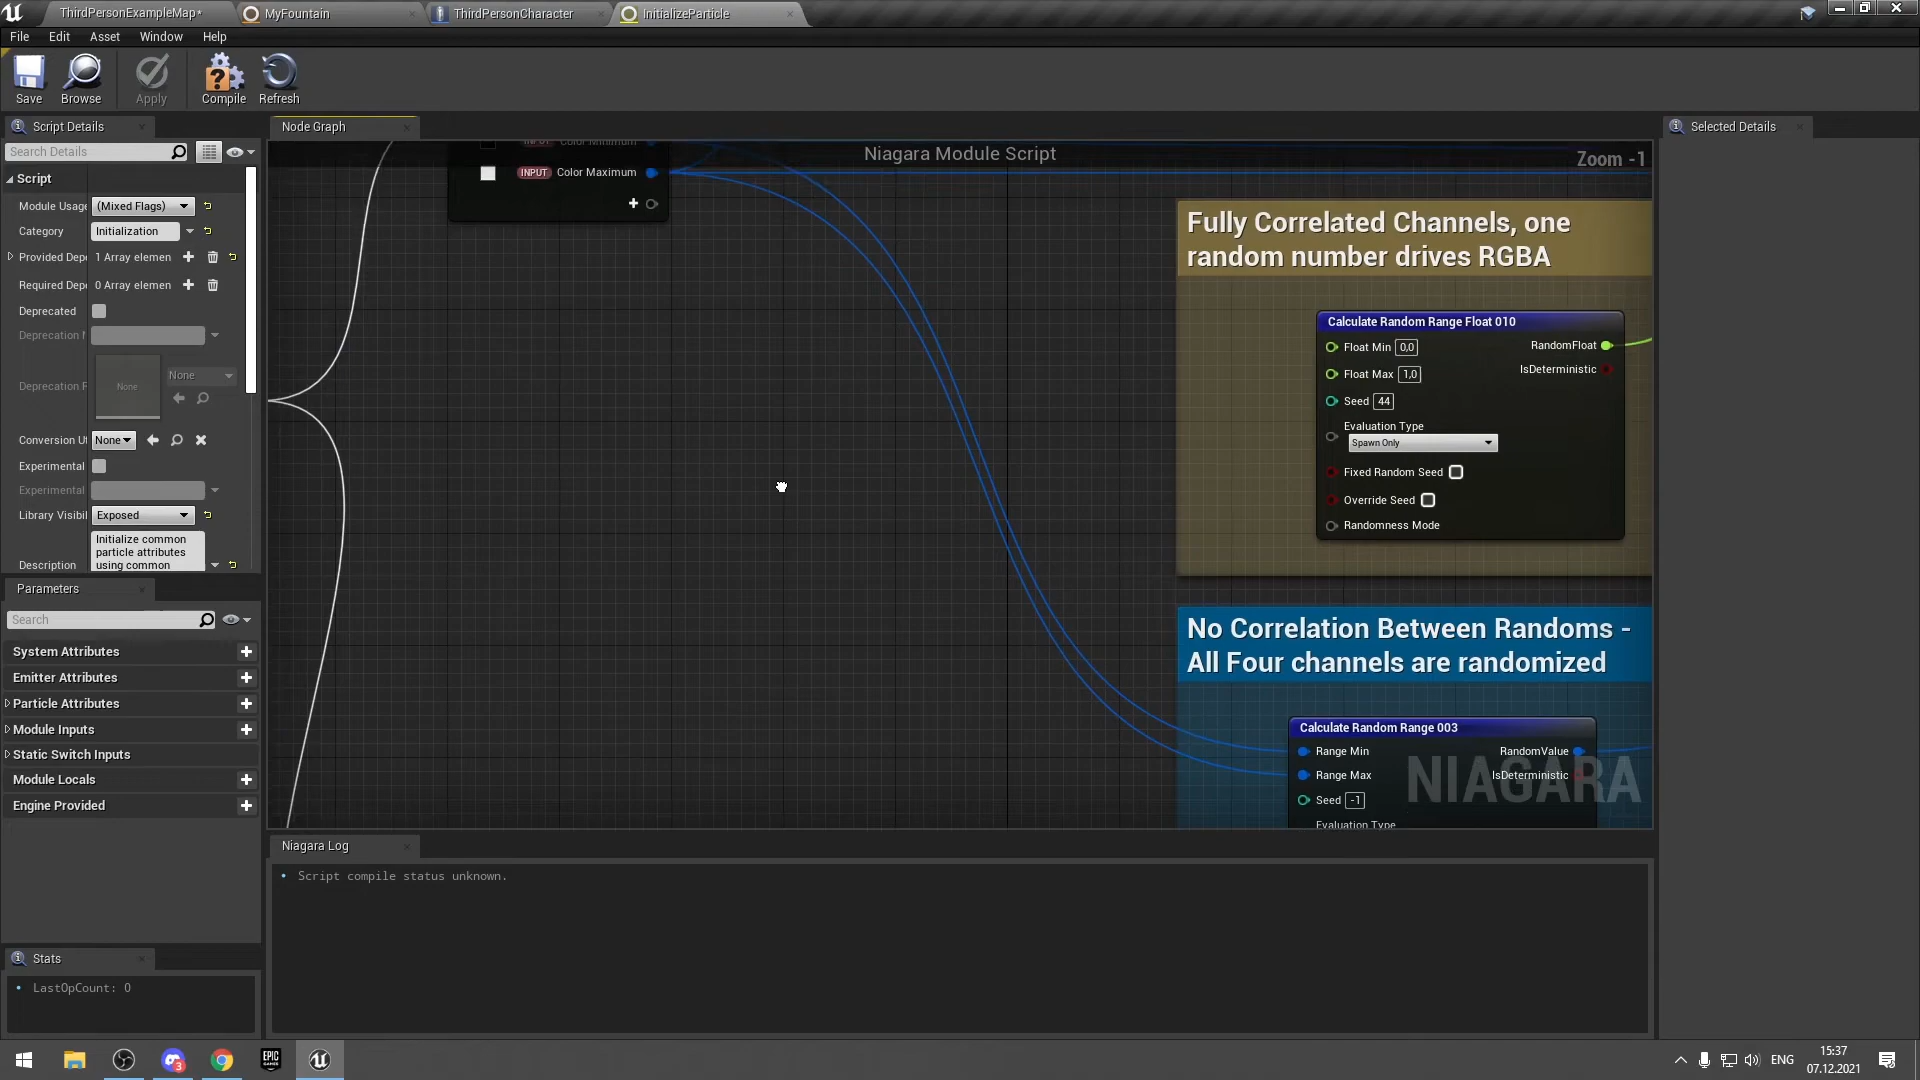 ThirdPersonExampleMap*
MyFountain
ThirdPersonCharacter
InitializeParticle
File
Edit
Asset
Window
Help
Save
Browse
Apply
Compile
Refresh
Script Details
Node Graph
Selected Details
Search Details
Niagara Module Script
Zoom -1
INPUT Color Minimum
INPUT Color Maximum
Script
Module Usage
(Mixed Flags)
Category
Initialization
Provided Depe
1 Array elemen
Required Depe
0 Array elemen
Deprecated
Deprecation M
Deprecation R
None
None
Conversion Ut
None
Experimental
Experimental
Library Visibil
Exposed
Description
Initialize common
particle attributes
using common
Fully Correlated Channels, one
random number drives RGBA
Calculate Random Range Float 010
Float Min 0,0
RandomFloat
Float Max 1,0
IsDeterministic
Seed 44
Evaluation Type
Spawn Only
Fixed Random Seed
Override Seed
Randomness Mode
No Correlation Between Randoms -
All Four channels are randomized
Calculate Random Range 003
Range Min
RandomValue
Range Max
IsDeterministic
Seed -1
Evaluation Type
NIAGARA
Parameters
Search
System Attributes
Emitter Attributes
Particle Attributes
Module Inputs
Static Switch Inputs
Module Locals
Engine Provided
Niagara Log
Script compile status unknown.
Stats
LastOpCount: 0
3
EPIC
GAMES
ENG
15:37
07.12.2021